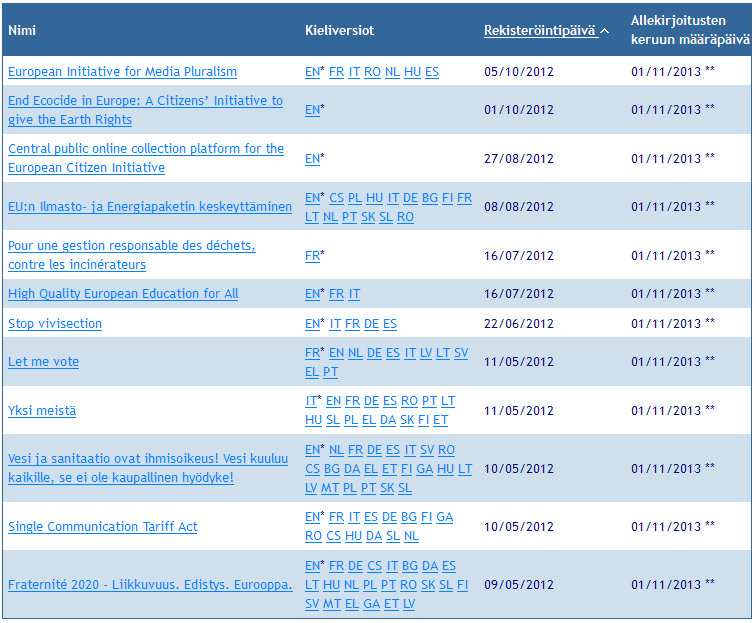 Nimi Kieliversiot Rekisteröintipäivä Allekirjoitusten
keruun määräpäivä
European Initiative for Media Pluralism EN* FR IT RO NL HU ES 05/10/2012 01/11/2013 **
End Ecocide in Europe: A Citizens’ Initiative to
give the Earth Rights EN* 01/10/2012 01/11/2013 **
Central public online collection platform for the
European Citizen Initiative EN* 27/08/2012 01/11/2013 **
EU:n Ilmasto- ja Energiapaketin keskeyttäminen EN* CS PL HU IT DE BG FI FR
LT NL PT SK SL RO 08/08/2012 01/11/2013 **
Pour une gestion responsable des déchets,
contre les incinérateurs FR* 16/07/2012 01/11/2013 **
High Quality European Education for All EN* FR IT 16/07/2012 01/11/2013 **
Stop vivisection EN* IT FR DE ES 22/06/2012 01/11/2013 **
Let me vote FR* EN NL DE ES IT LV LT SV
EL PT 11/05/2012 01/11/2013 **
Yksi meistä IT* EN FR DE ES RO PT LT
HU SL PL EL DA SK FI ET 11/05/2012 01/11/2013 **
Vesi ja sanitaatio ovat ihmisoikeus! Vesi kuuluu
kaikille, se ei ole kaupallinen hyödyke! EN* NL FR DE ES IT SV RO
CS BG DA EL ET FI GA HU LT
LV MT PL PT SK SL 10/05/2012 01/11/2013 **
Single Communication Tariff Act EN* FR IT ES DE BG FI GA
RO CS HU DA SL NL 10/05/2012 01/11/2013 **
Fraternité 2020 - Liikkuvuus. Edistys. Eurooppa. EN* FR DE CS IT BG DA ES
LT HU NL PL PT RO SK SL FI
SV MT EL GA ET LV 09/05/2012 01/11/2013 **